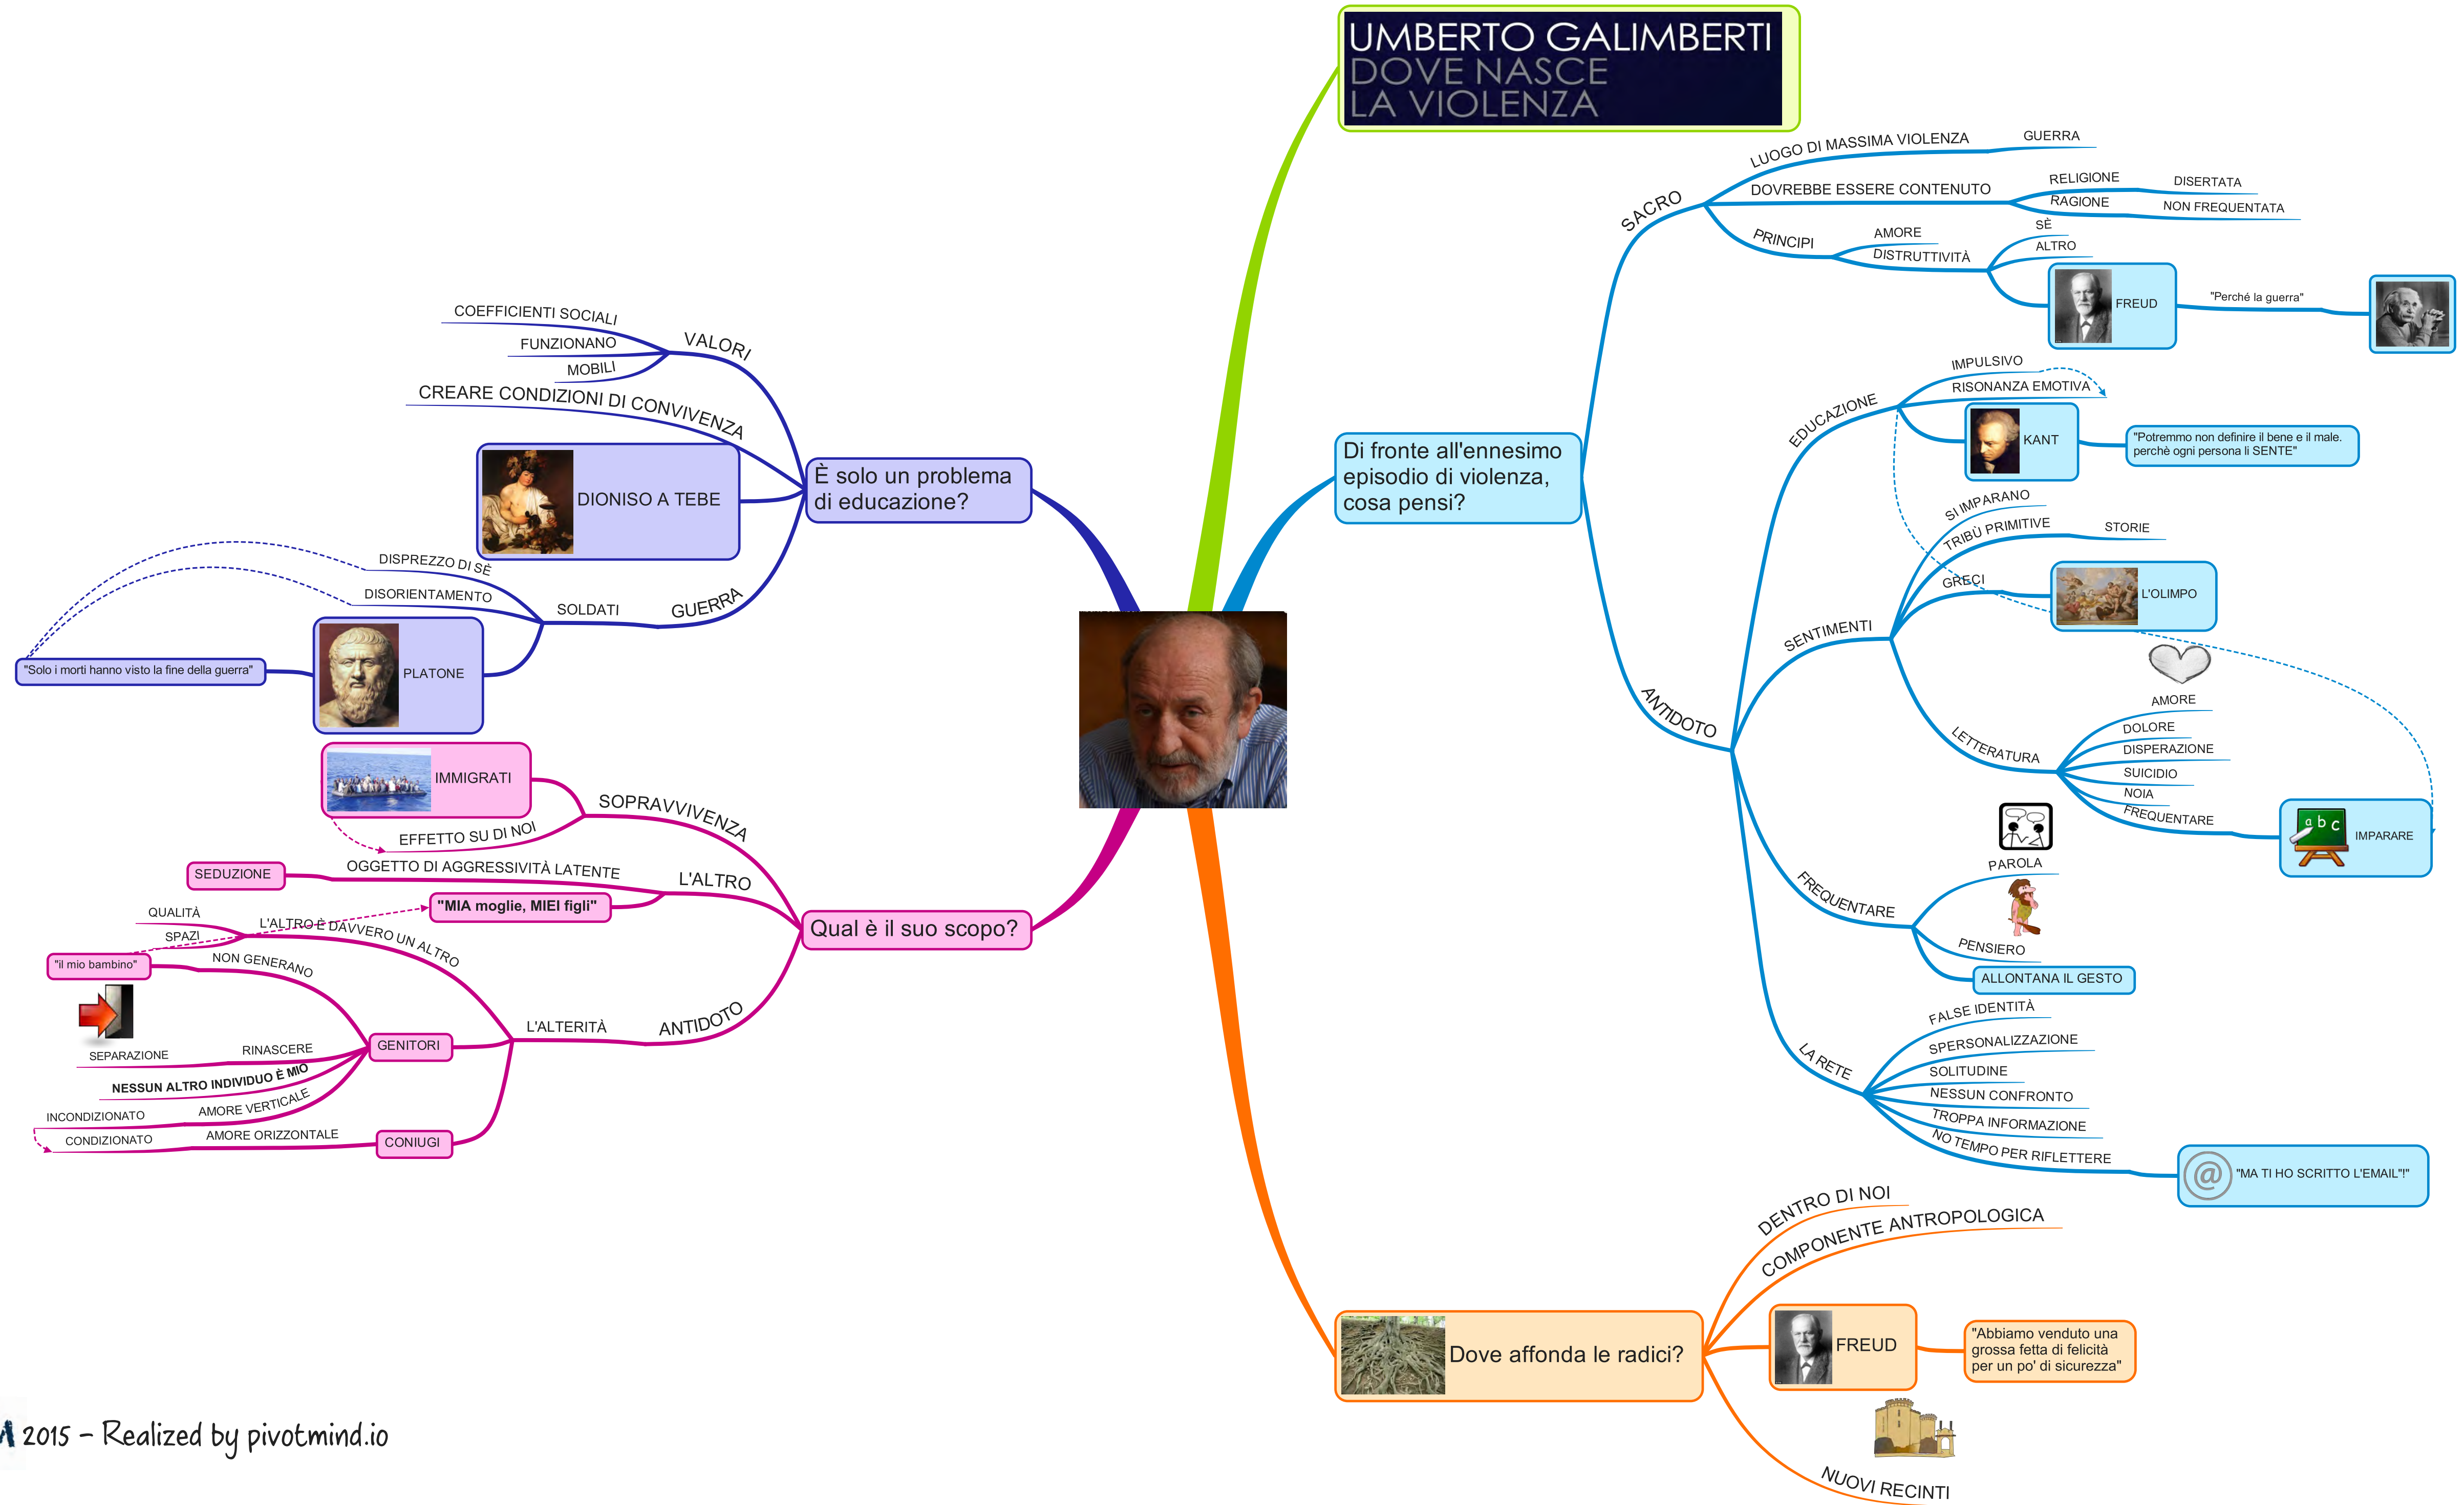 UMBERTO GALIMBERTI
DOVE NASCE
LA VIOLENZA
Di fronte all'ennesimo
episodio di violenza,
cosa pensi?
SACRO
LUOGO DI MASSIMA VIOLENZA
GUERRA
DOVREBBE ESSERE CONTENUTO
RELIGIONE
DISERTATA
RAGIONE
NON FREQUENTATA
PRINCIPI
AMORE
DISTRUTTIVITÀ
SÈ
ALTRO
FREUD
"Perché la guerra"
ANTIDOTO
EDUCAZIONE
IMPULSIVO
RISONANZA EMOTIVA
KANT
"Potremmo non definire il bene e il male.
perchè ogni persona li SENTE"
SENTIMENTI
SI IMPARANO
TRIBÙ PRIMITIVE
STORIE
GRECI
L'OLIMPO
LETTERATURA
AMORE
DOLORE
DISPERAZIONE
SUICIDIO
NOIA
FREQUENTARE
a b c
IMPARARE
FREQUENTARE
PAROLA
PENSIERO
ALLONTANA IL GESTO
LA RETE
FALSE IDENTITÀ
SPERSONALIZZAZIONE
SOLITUDINE
NESSUN CONFRONTO
TROPPA INFORMAZIONE
NO TEMPO PER RIFLETTERE
@
"MA TI HO SCRITTO L'EMAIL"!"
Dove affonda le radici?
DENTRO DI NOI
COMPONENTE ANTROPOLOGICA
FREUD
"Abbiamo venduto una
grossa fetta di felicità
per un po' di sicurezza"
NUOVI RECINTI
Qual è il suo scopo?
SOPRAVVIVENZA
IMMIGRATI
EFFETTO SU DI NOI
L'ALTRO
OGGETTO DI AGGRESSIVITÀ LATENTE
SEDUZIONE
"MIA moglie, MIEI figli"
ANTIDOTO
L'ALTERITÀ
L'ALTRO È DAVVERO UN ALTRO
QUALITÀ
SPAZI
GENITORI
NON GENERANO
"il mio bambino"
RINASCERE
SEPARAZIONE
NESSUN ALTRO INDIVIDUO È MIO
AMORE VERTICALE
INCONDIZIONATO
CONIUGI
AMORE ORIZZONTALE
CONDIZIONATO
È solo un problema
di educazione?
VALORI
COEFFICIENTI SOCIALI
FUNZIONANO
MOBILI
CREARE CONDIZIONI DI CONVIVENZA
DIONISO A TEBE
GUERRA
SOLDATI
DISPREZZO DI SÈ
DISORIENTAMENTO
PLATONE
"Solo i morti hanno visto la fine della guerra"
2015 – Realized by pivotmind.io